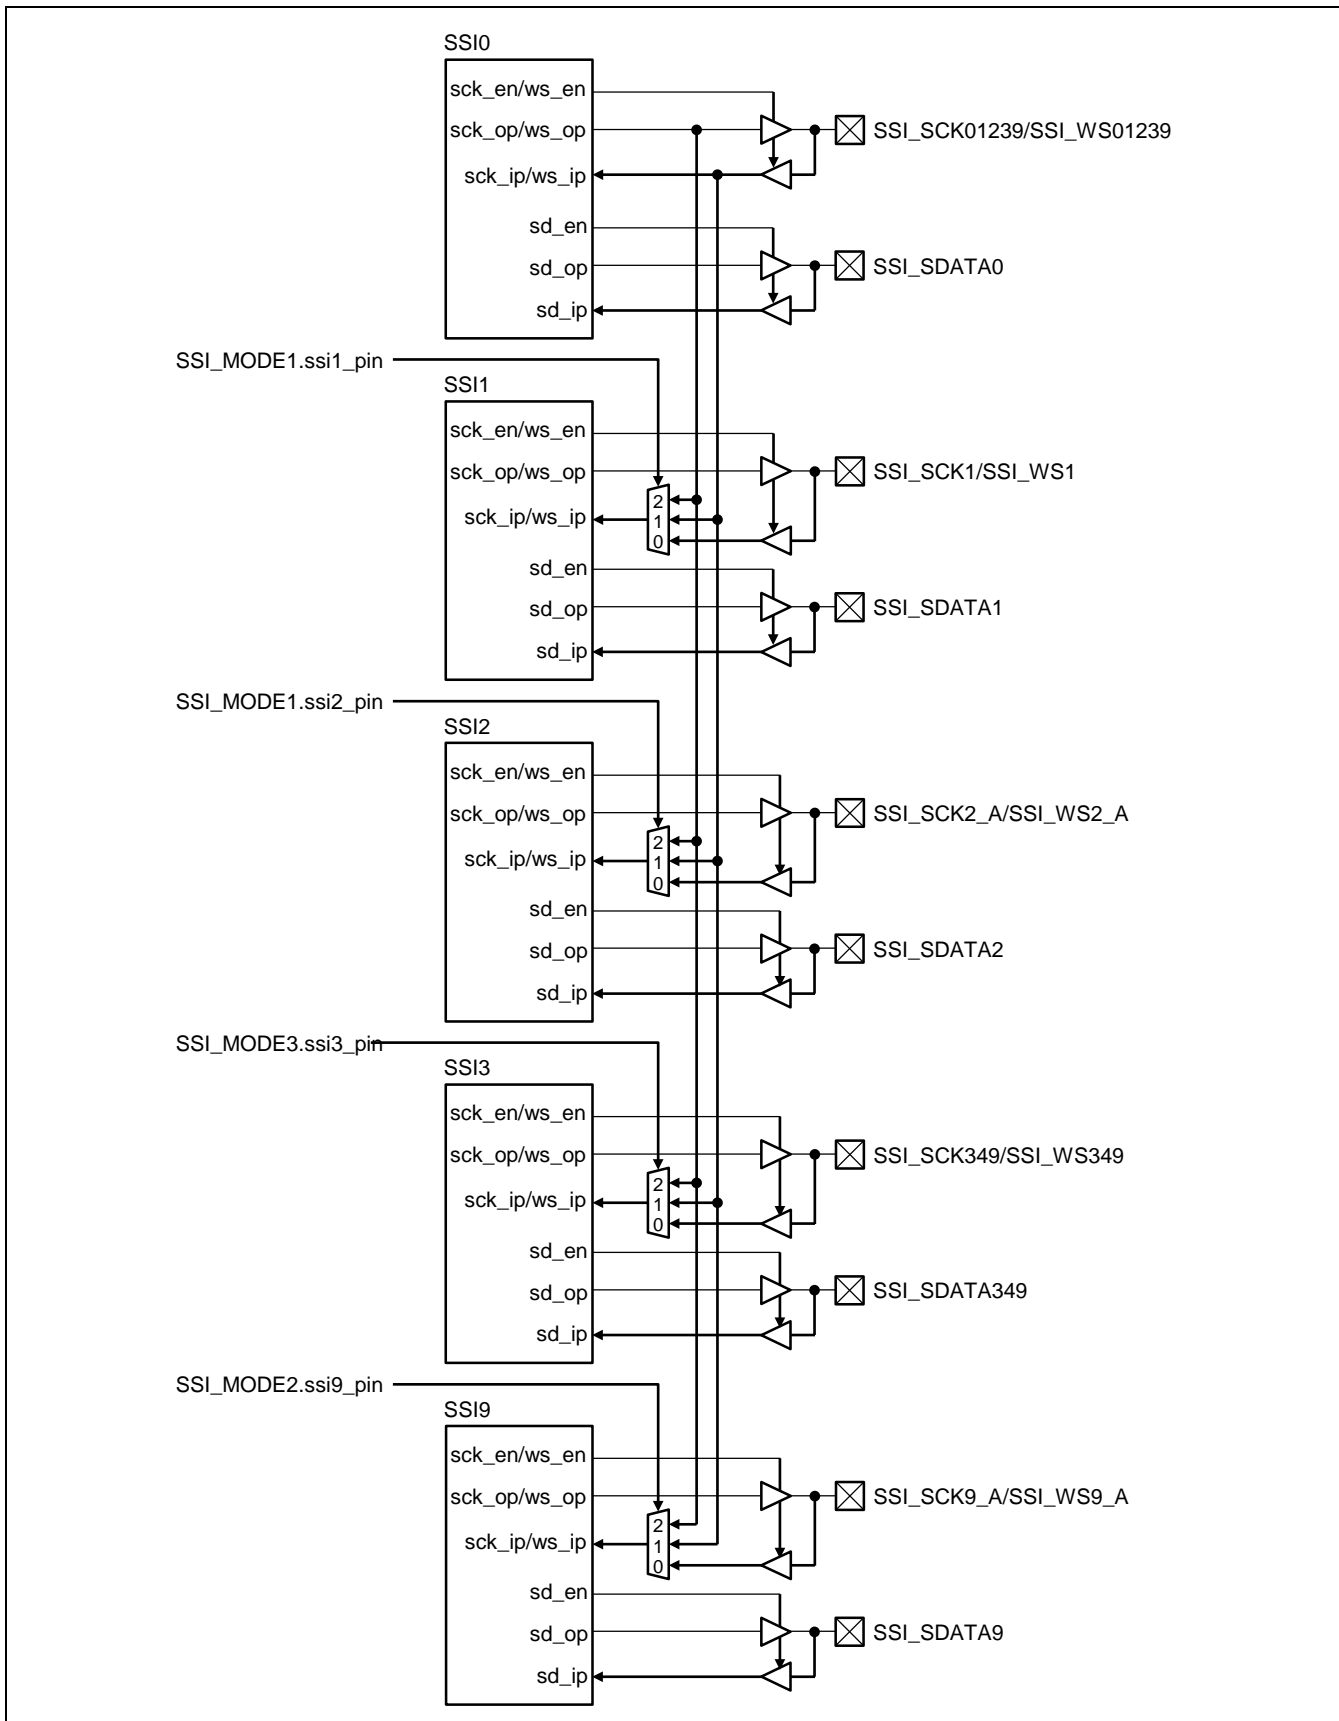 SSI0
sck_en/ws_en
sck_op/ws_op
SSI_SCK01239/SSI_WS01239
sck_ip/ws_ip
sd_en
sd_op
SSI_SDATA0
sd_ip
SSI_MODE1.ssi1_pin
SSI1
sck_en/ws_en
sck_op/ws_op
SSI_SCK1/SSI_WS1
2
sck_ip/ws_ip
1
0
sd_en
sd_op
SSI_SDATA1
sd_ip
SSI_MODE1.ssi2_pin
SSI2
sck_en/ws_en
sck_op/ws_op
SSI_SCK2_A/SSI_WS2_A
2
sck_ip/ws_ip
1
0
sd_en
sd_op
SSI_SDATA2
sd_ip
SSI_MODE3.ssi3_pin
SSI3
sck_en/ws_en
sck_op/ws_op
SSI_SCK349/SSI_WS349
2
sck_ip/ws_ip
1
0
sd_en
sd_op
SSI_SDATA349
sd_ip
SSI_MODE2.ssi9_pin
SSI9
sck_en/ws_en
sck_op/ws_op
SSI_SCK9_A/SSI_WS9_A
2
sck_ip/ws_ip
1
0
sd_en
sd_op
SSI_SDATA9
sd_ip